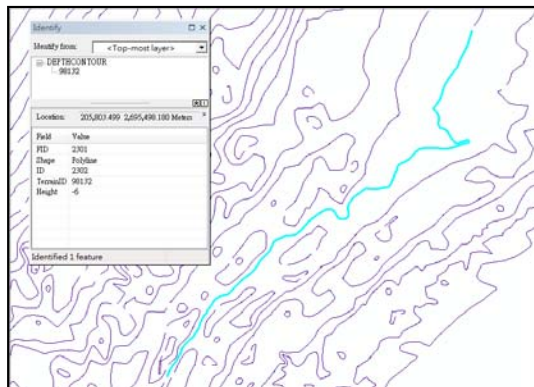 Identify
Identify from: <Top-most layer>
DEPTHCONTOUR
98132
Location: 205,803.499 2,695,498.180 Meters
Field Value
FID 2301
Shape Polyline
ID 2302
TerrainID 98132
Height -6
Identified 1 feature